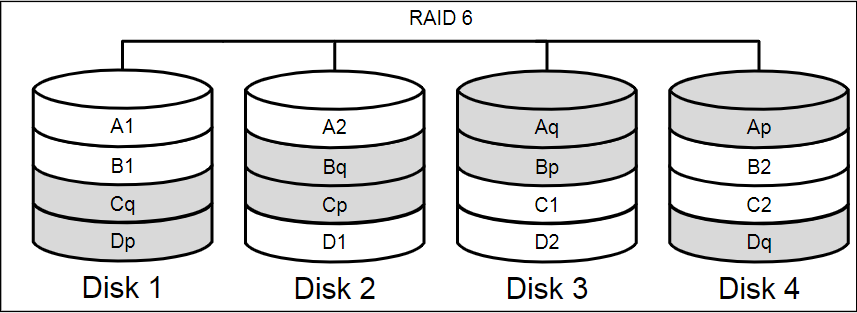 RAID 6
A1 A2 Aq Ap
B1 Bq Bp B2
Cq Cp C1 C2
Dp D1 D2 Dq
Disk 1 Disk 2 Disk 3 Disk 4